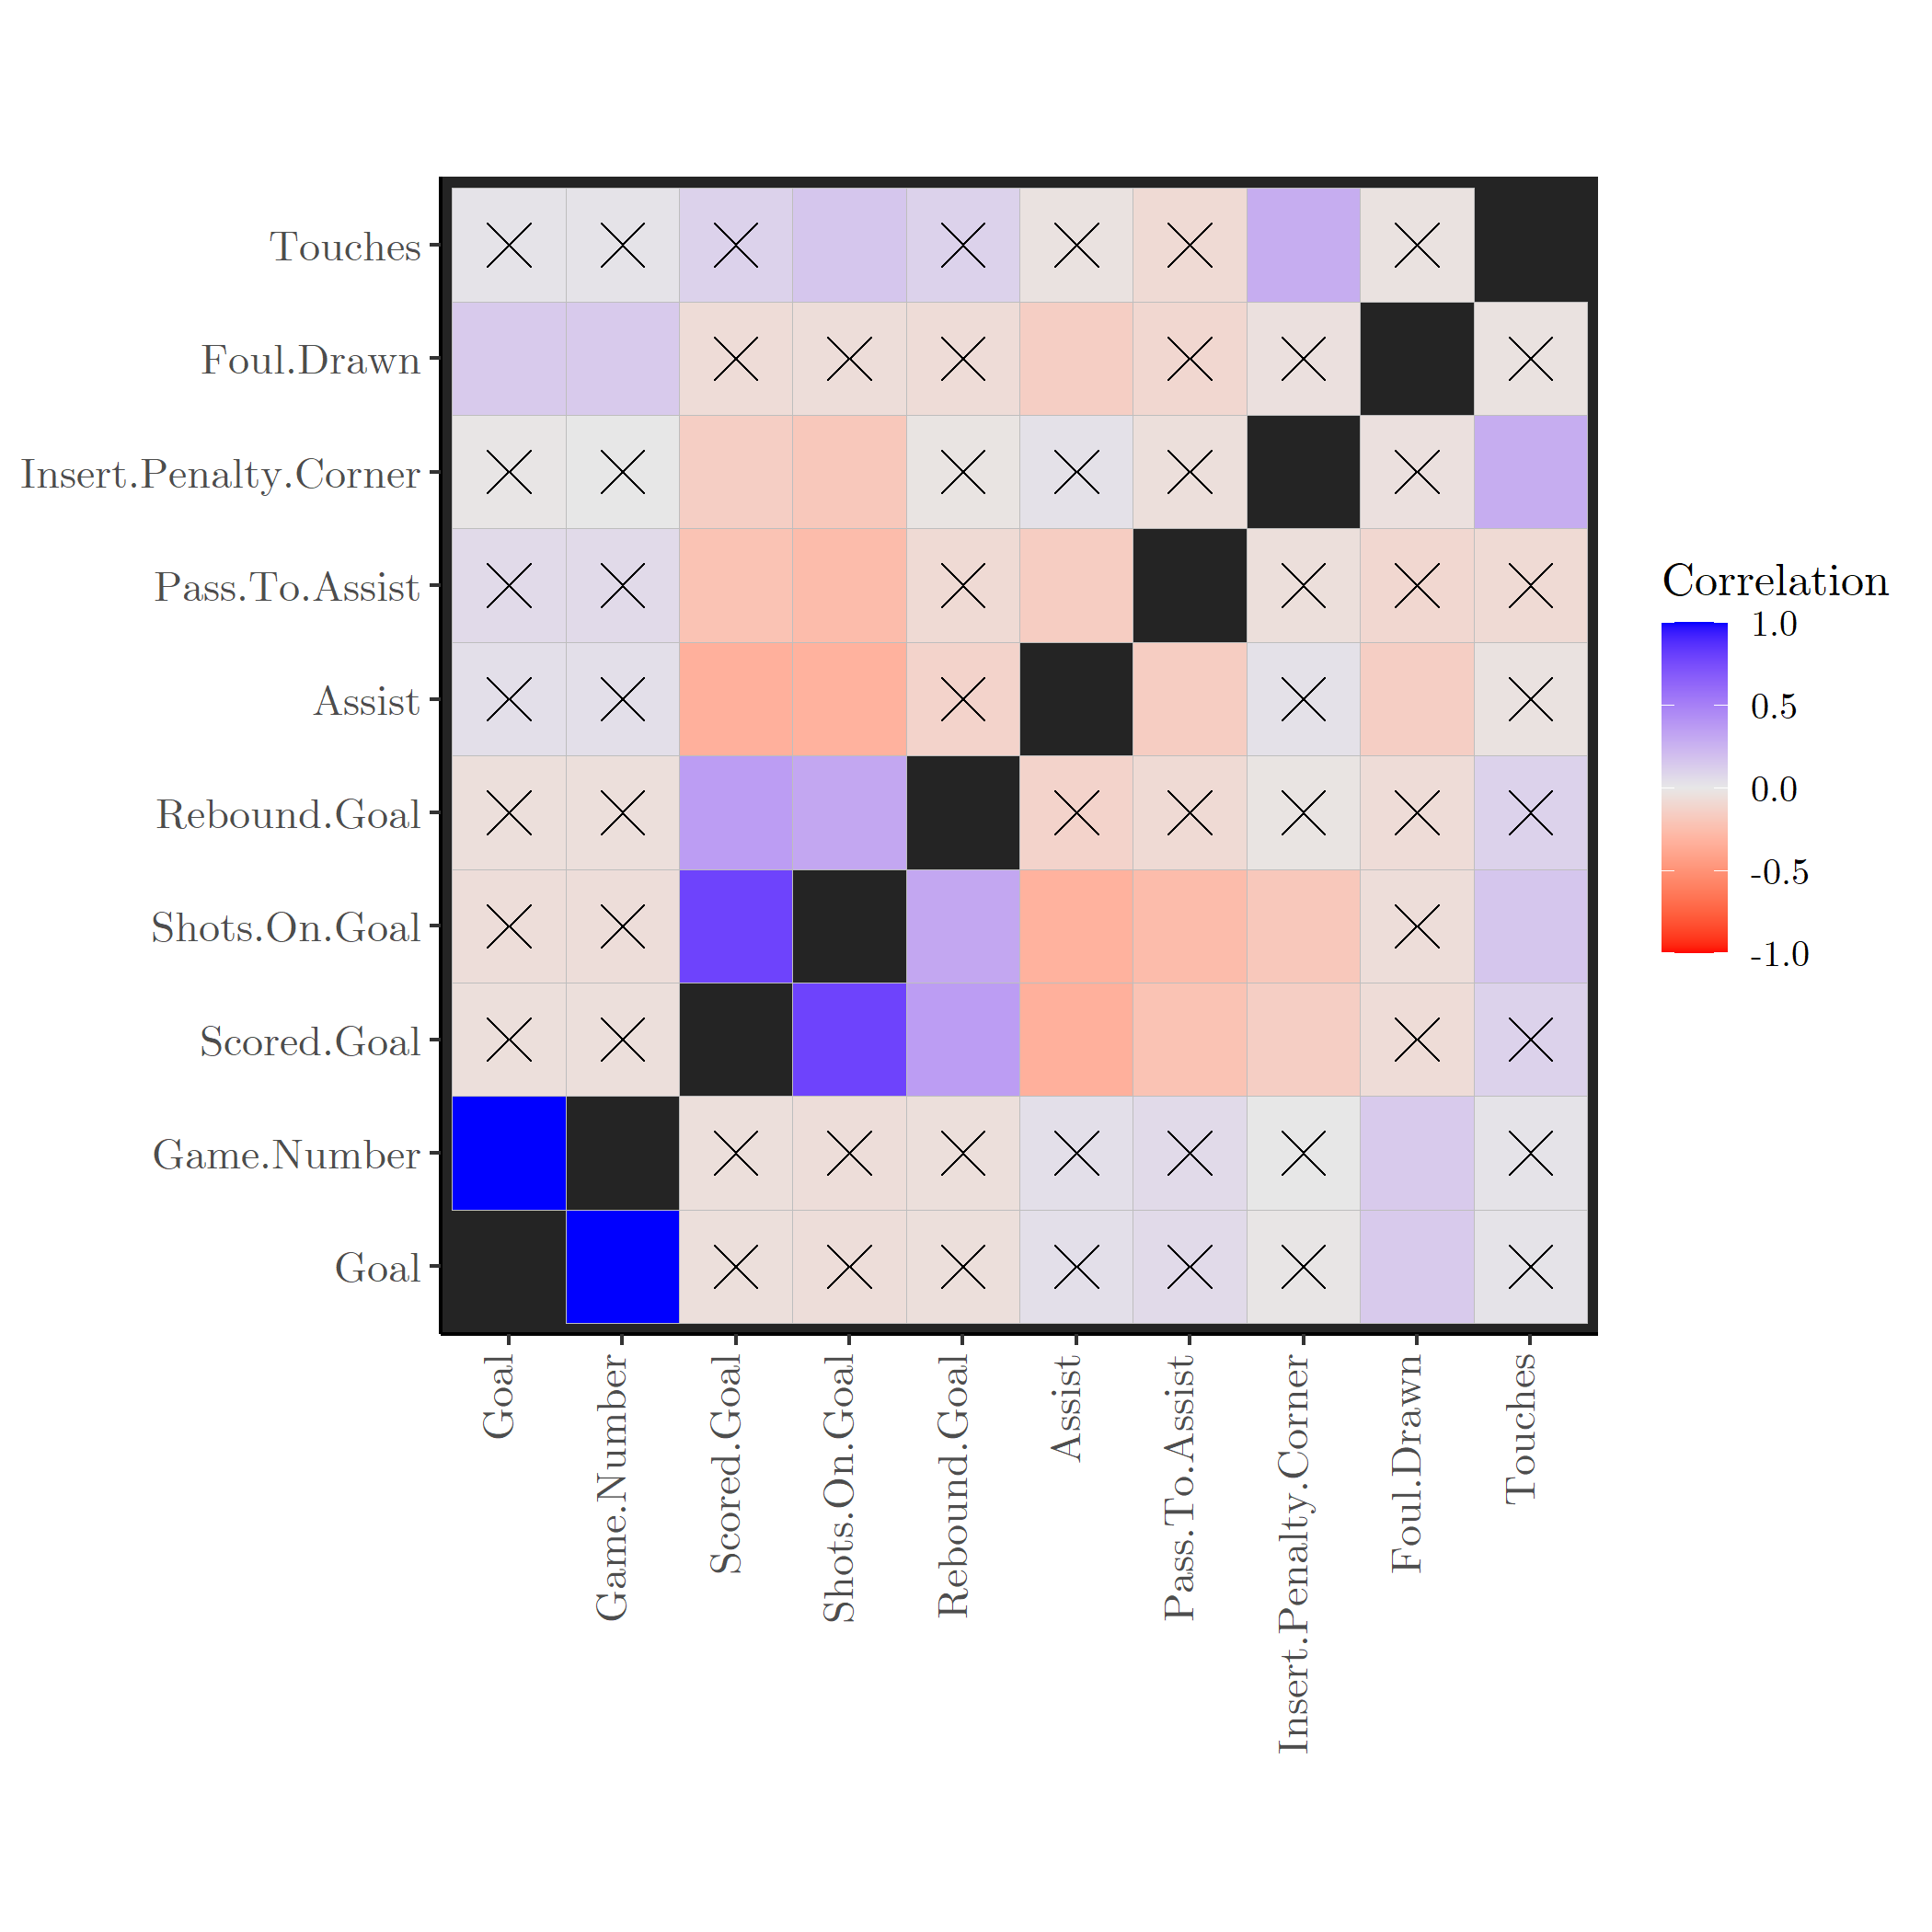 Touches
Foul.Drawn
Insert.Penalty.Corner
Pass.To.Assist
Assist
Rebound.Goal
Shots.On.Goal
Scored.Goal
Game.Number
Goal
Goal
Game.Number
Scored.Goal
Shots.On.Goal
Rebound.Goal
Assist
Pass.To.Assist
Insert.Penalty.Corner
Foul.Drawn
Touches
Correlation
1.0
0.5
0.0
-0.5
-1.0